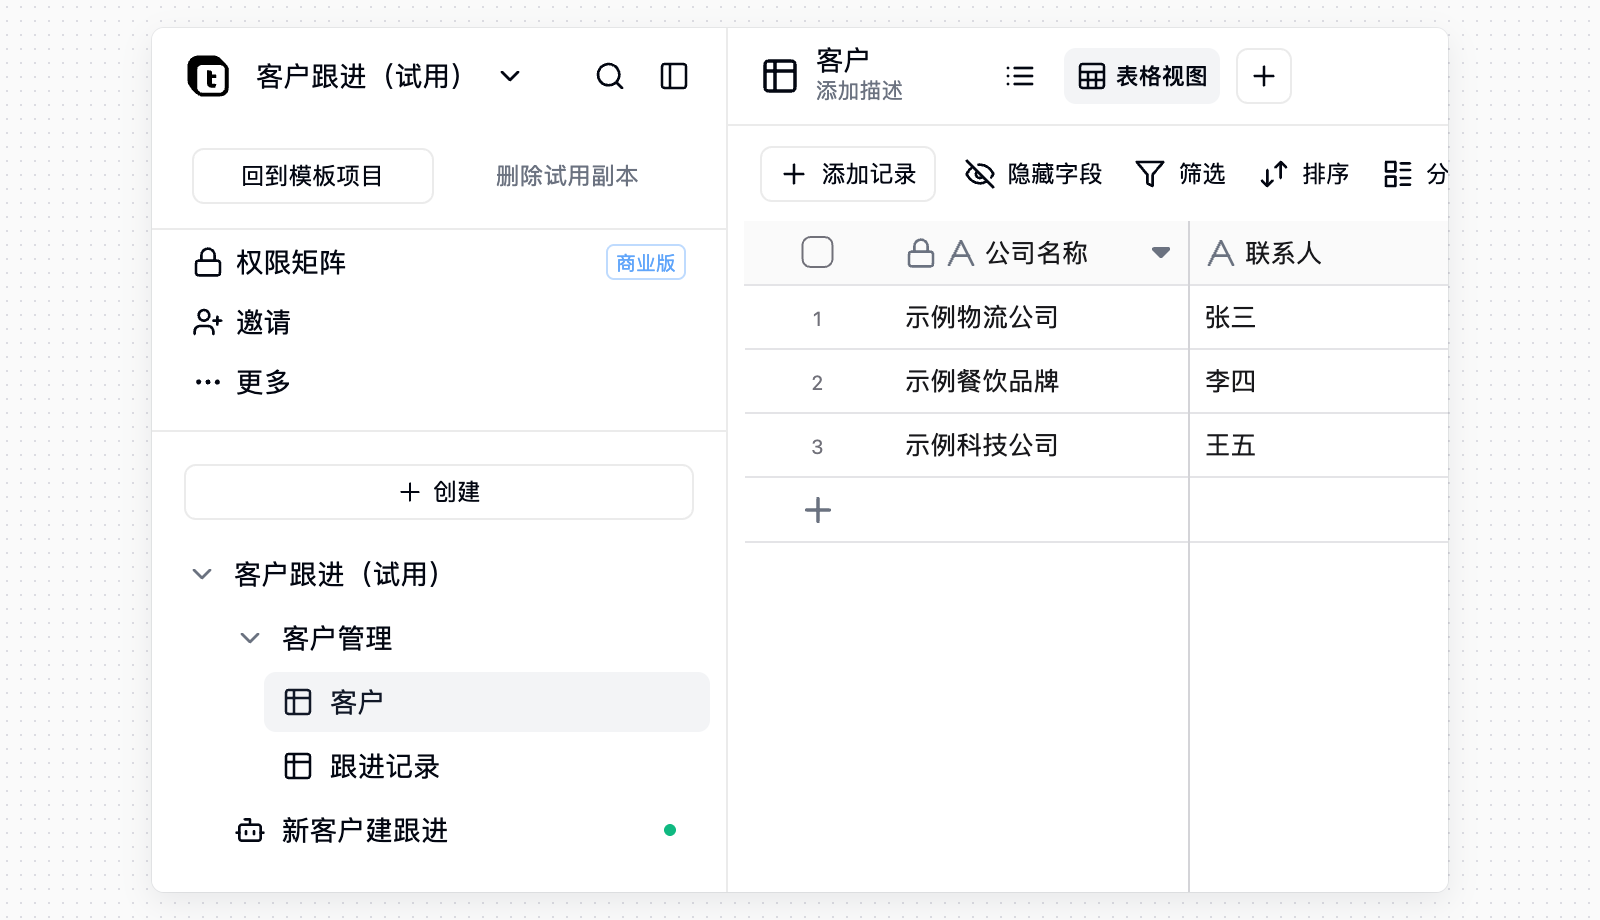 客户跟进（试用）
回到模板项目
删除试用副本
权限矩阵
商业版
邀请
更多
创建
客户跟进（试用）
客户管理
客户
跟进记录
新客户建跟进
客户
添加描述
表格视图
添加记录
隐藏字段
筛选
排序
分
公司名称
联系人
1 示例物流公司 张三
2 示例餐饮品牌 李四
3 示例科技公司 王五